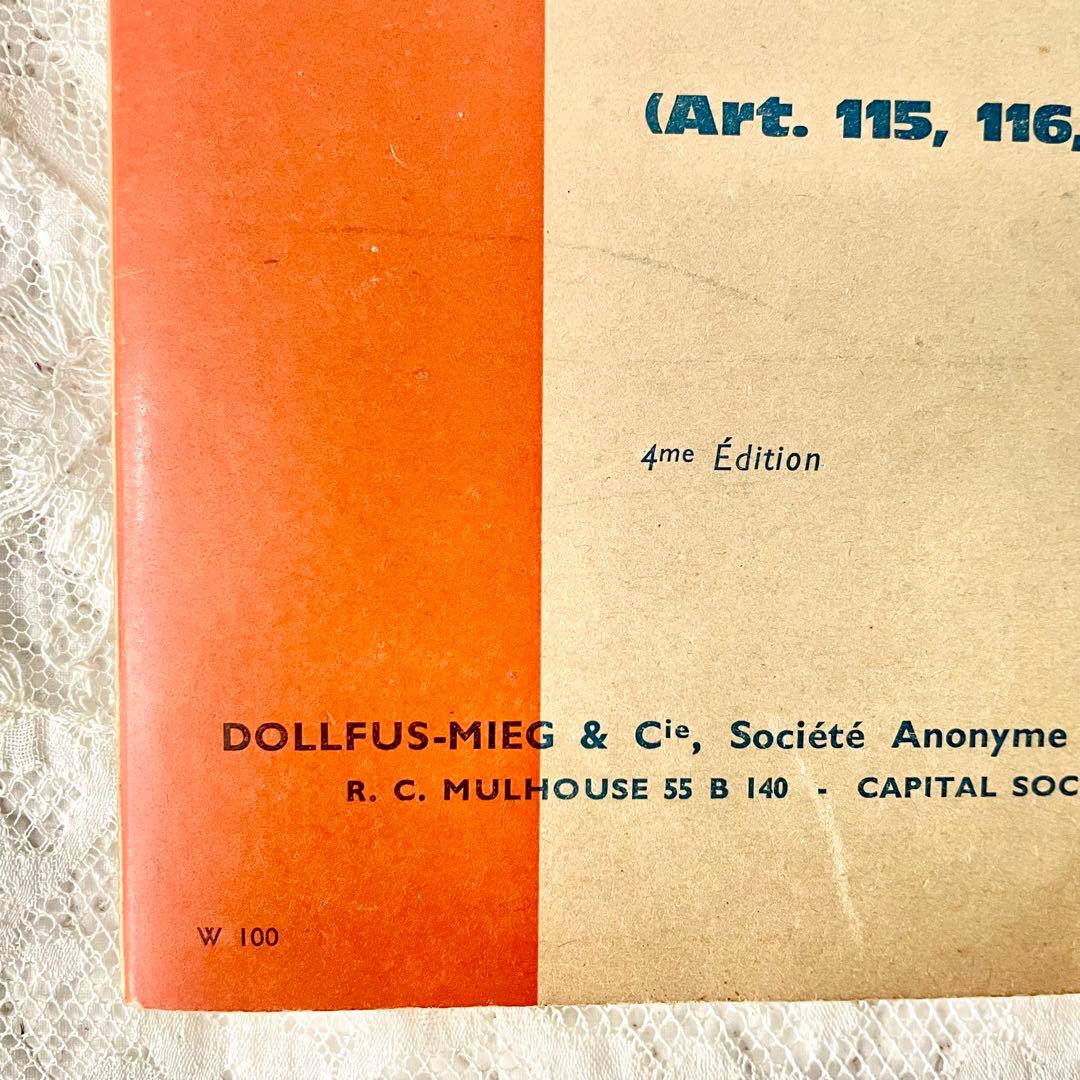 (Art. 115, 116,
4me Édition
DOLLFUS-MIEG & Cie, Société Anonyme
R. C. MULHOUSE 55 B 140 - CAPITAL SOC
W 100